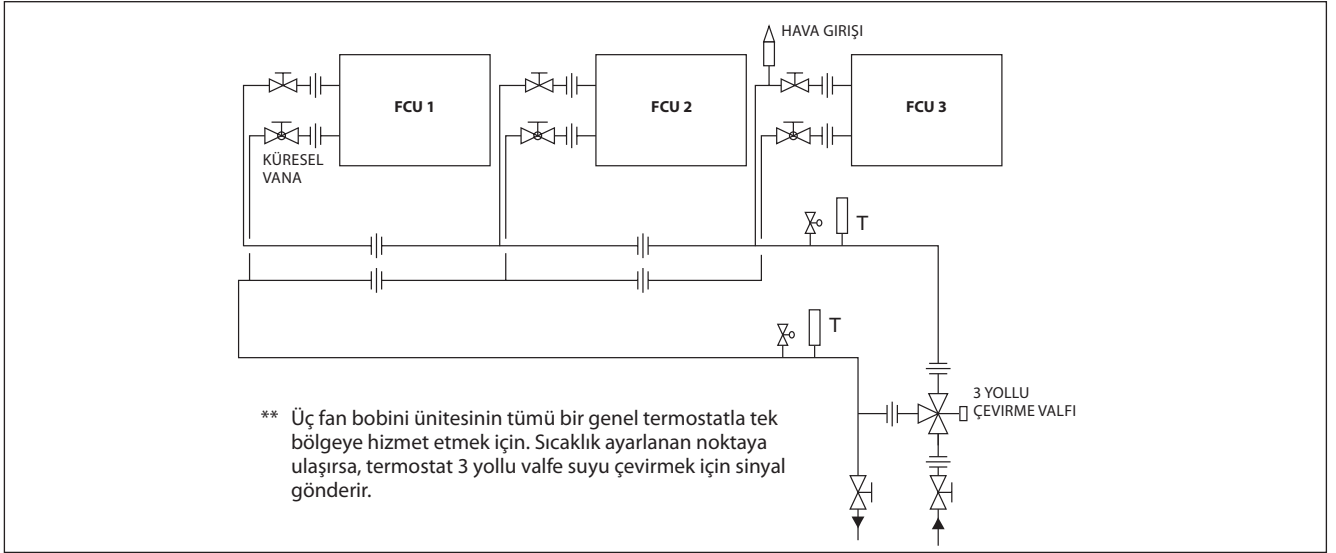 HAVA GIRIŞI
FCU 1
FCU 2
FCU 3
KÜRESEL
VANA
T
T
3 YOLLU
ÇEVIRME VALFI
** Üç fan bobini ünitesinin tümü bir genel termostatla tek
bölgeye hizmet etmek için. Sıcaklık ayarlanan noktaya
ulaşırsa, termostat 3 yollu valfe suyu çevirmek için sinyal
gönderir.